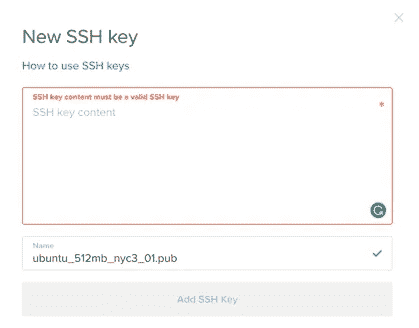 New SSH key
How to use SSH keys
SSH key content must be a valid SSH key
SSH key content
*
Name
ubuntu_512mb_nyc3_01.pub
Add SSH Key